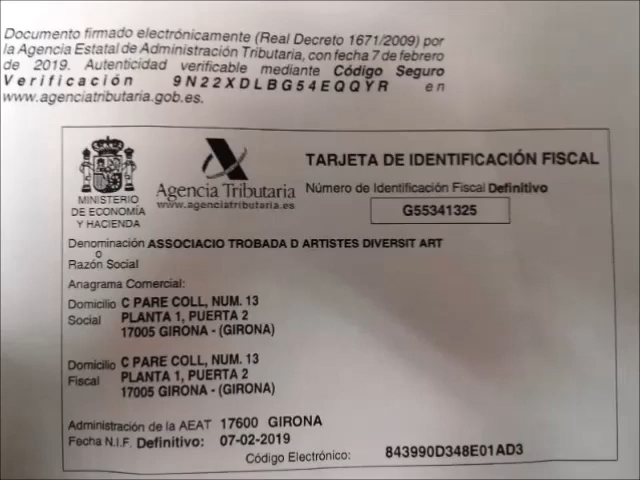 Documento firmado electrónicamente (Real Decreto 1671/2009) por
la Agencia Estatal de Administración Tributaria, con fecha 7 de febrero
de 2019. Autenticidad verificable mediante Código Seguro
Verificación 9N22XDLBG54EQQYR en
www.agenciatributaria.gob.es.
MINISTERIO
DE ECONOMÍA
Y HACIENDA
Agencia Tributaria
www.agenciatributaria.es
TARJETA DE IDENTIFICACIÓN FISCAL
Número de Identificación Fiscal Definitivo
G55341325
Denominación ASSOCIACIO TROBADA D ARTISTES DIVERSIT ART
o
Razón Social
Anagrama Comercial:
Domicilio C PARE COLL, NUM. 13
Social PLANTA 1, PUERTA 2
17005 GIRONA - (GIRONA)
Domicilio C PARE COLL, NUM. 13
Fiscal PLANTA 1, PUERTA 2
17005 GIRONA - (GIRONA)
Administración de la AEAT 17600 GIRONA
Fecha N.I.F. Definitivo: 07-02-2019
Código Electrónico: 843990D348E01AD3